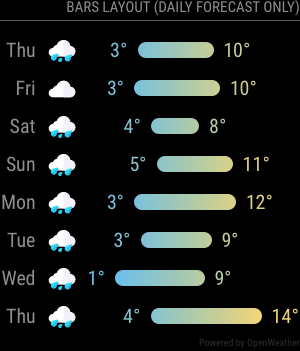 BARS LAYOUT (DAILY FORECAST ONLY)
Thu 3° 10°
Fri 3° 10°
Sat 4° 8°
Sun 5° 11°
Mon 3° 12°
Tue 3° 9°
Wed 1° 9°
Thu 4° 14°
Powered by OpenWeather